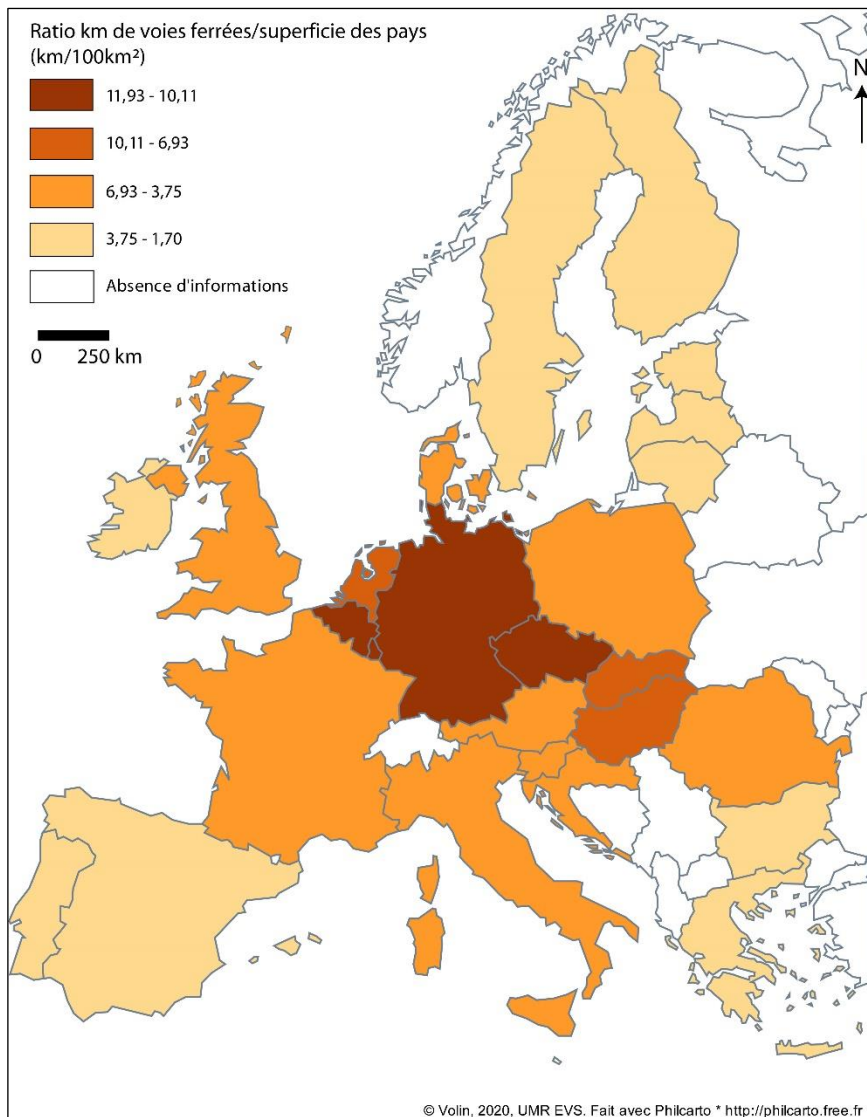 Ratio km de voies ferrées/superficie des pays
(km/100km²)
11,93 - 10,11
10,11 - 6,93
6,93 - 3,75
3,75 - 1,70
Absence d'informations
0 250 km
N
© Volin, 2020, UMR EVS. Fait avec Philcarto * http://philcarto.free.fr